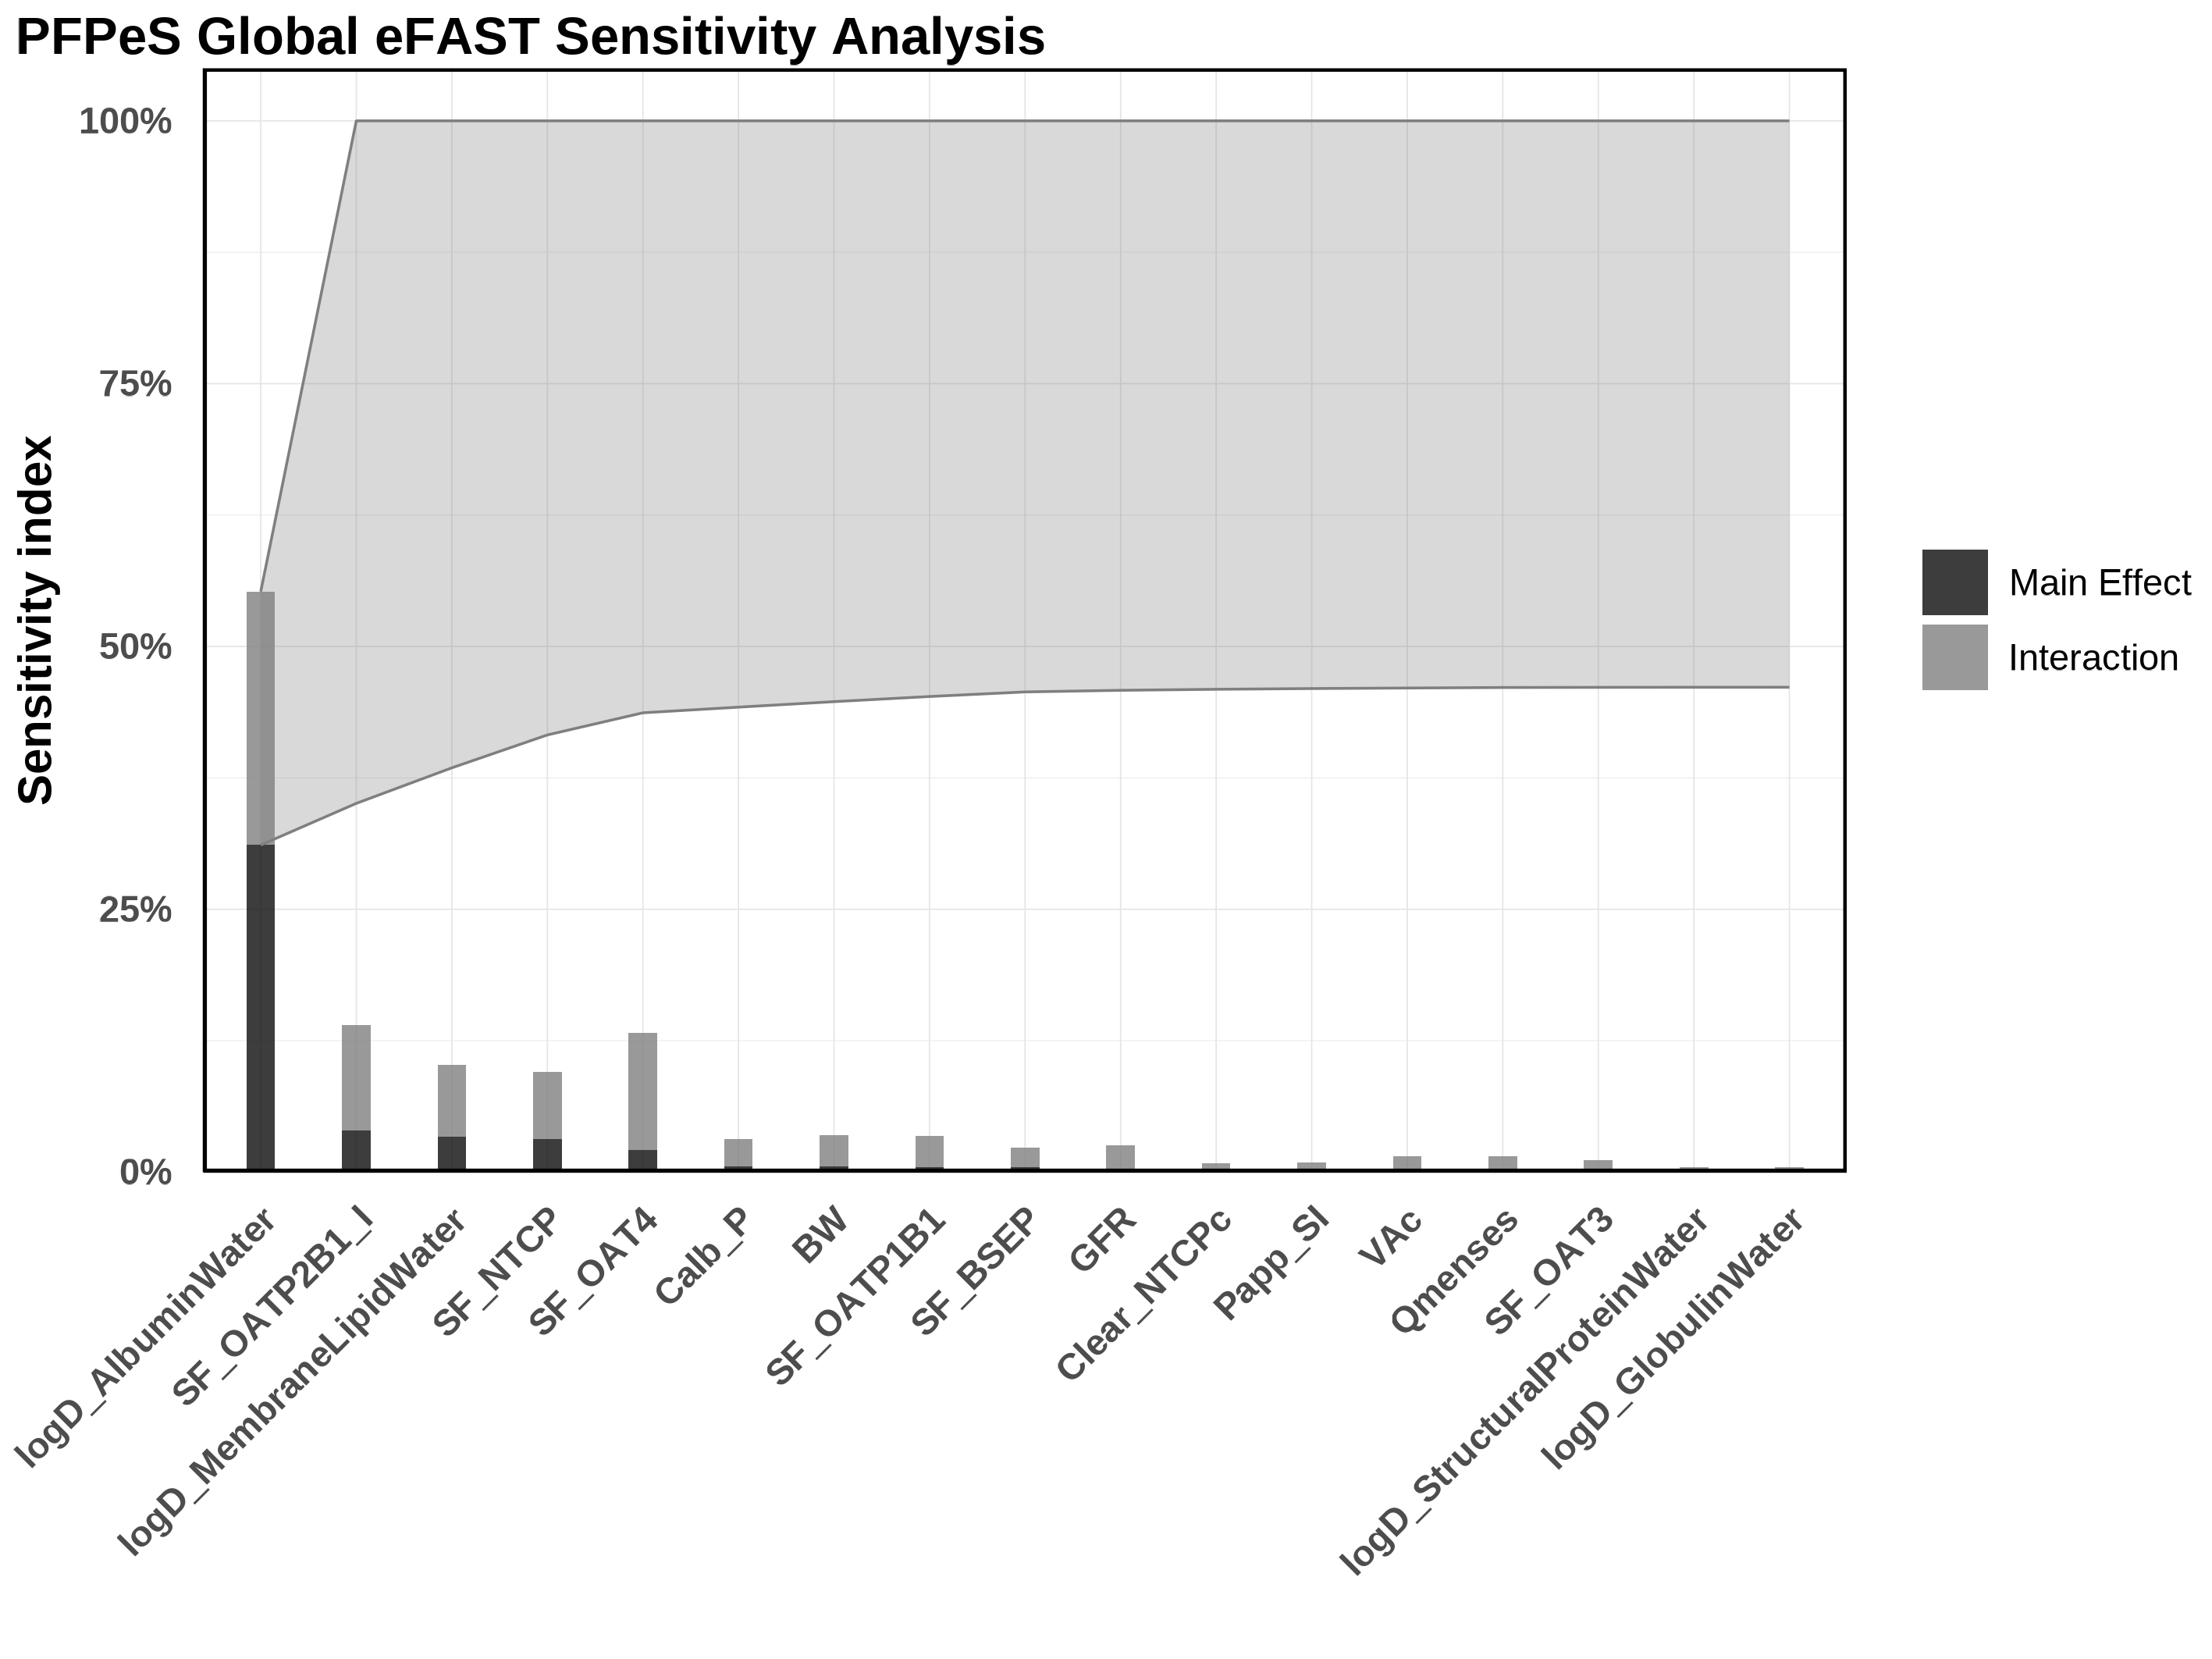 PFPeS Global eFAST Sensitivity Analysis
Sensitivity index
100%
75%
50%
25%
0%
logD_AlbuminWater
SF_OATP2B1_I
logD_MembraneLipidWater
SF_NTCP
SF_OAT4
Calb_P
BW
SF_OATP1B1
SF_BSEP
GFR
Clear_NTCPc
Papp_SI
VAc
Qmenses
SF_OAT3
logD_StructuralProteinWater
logD_GlobulinWater
Main Effect
Interaction